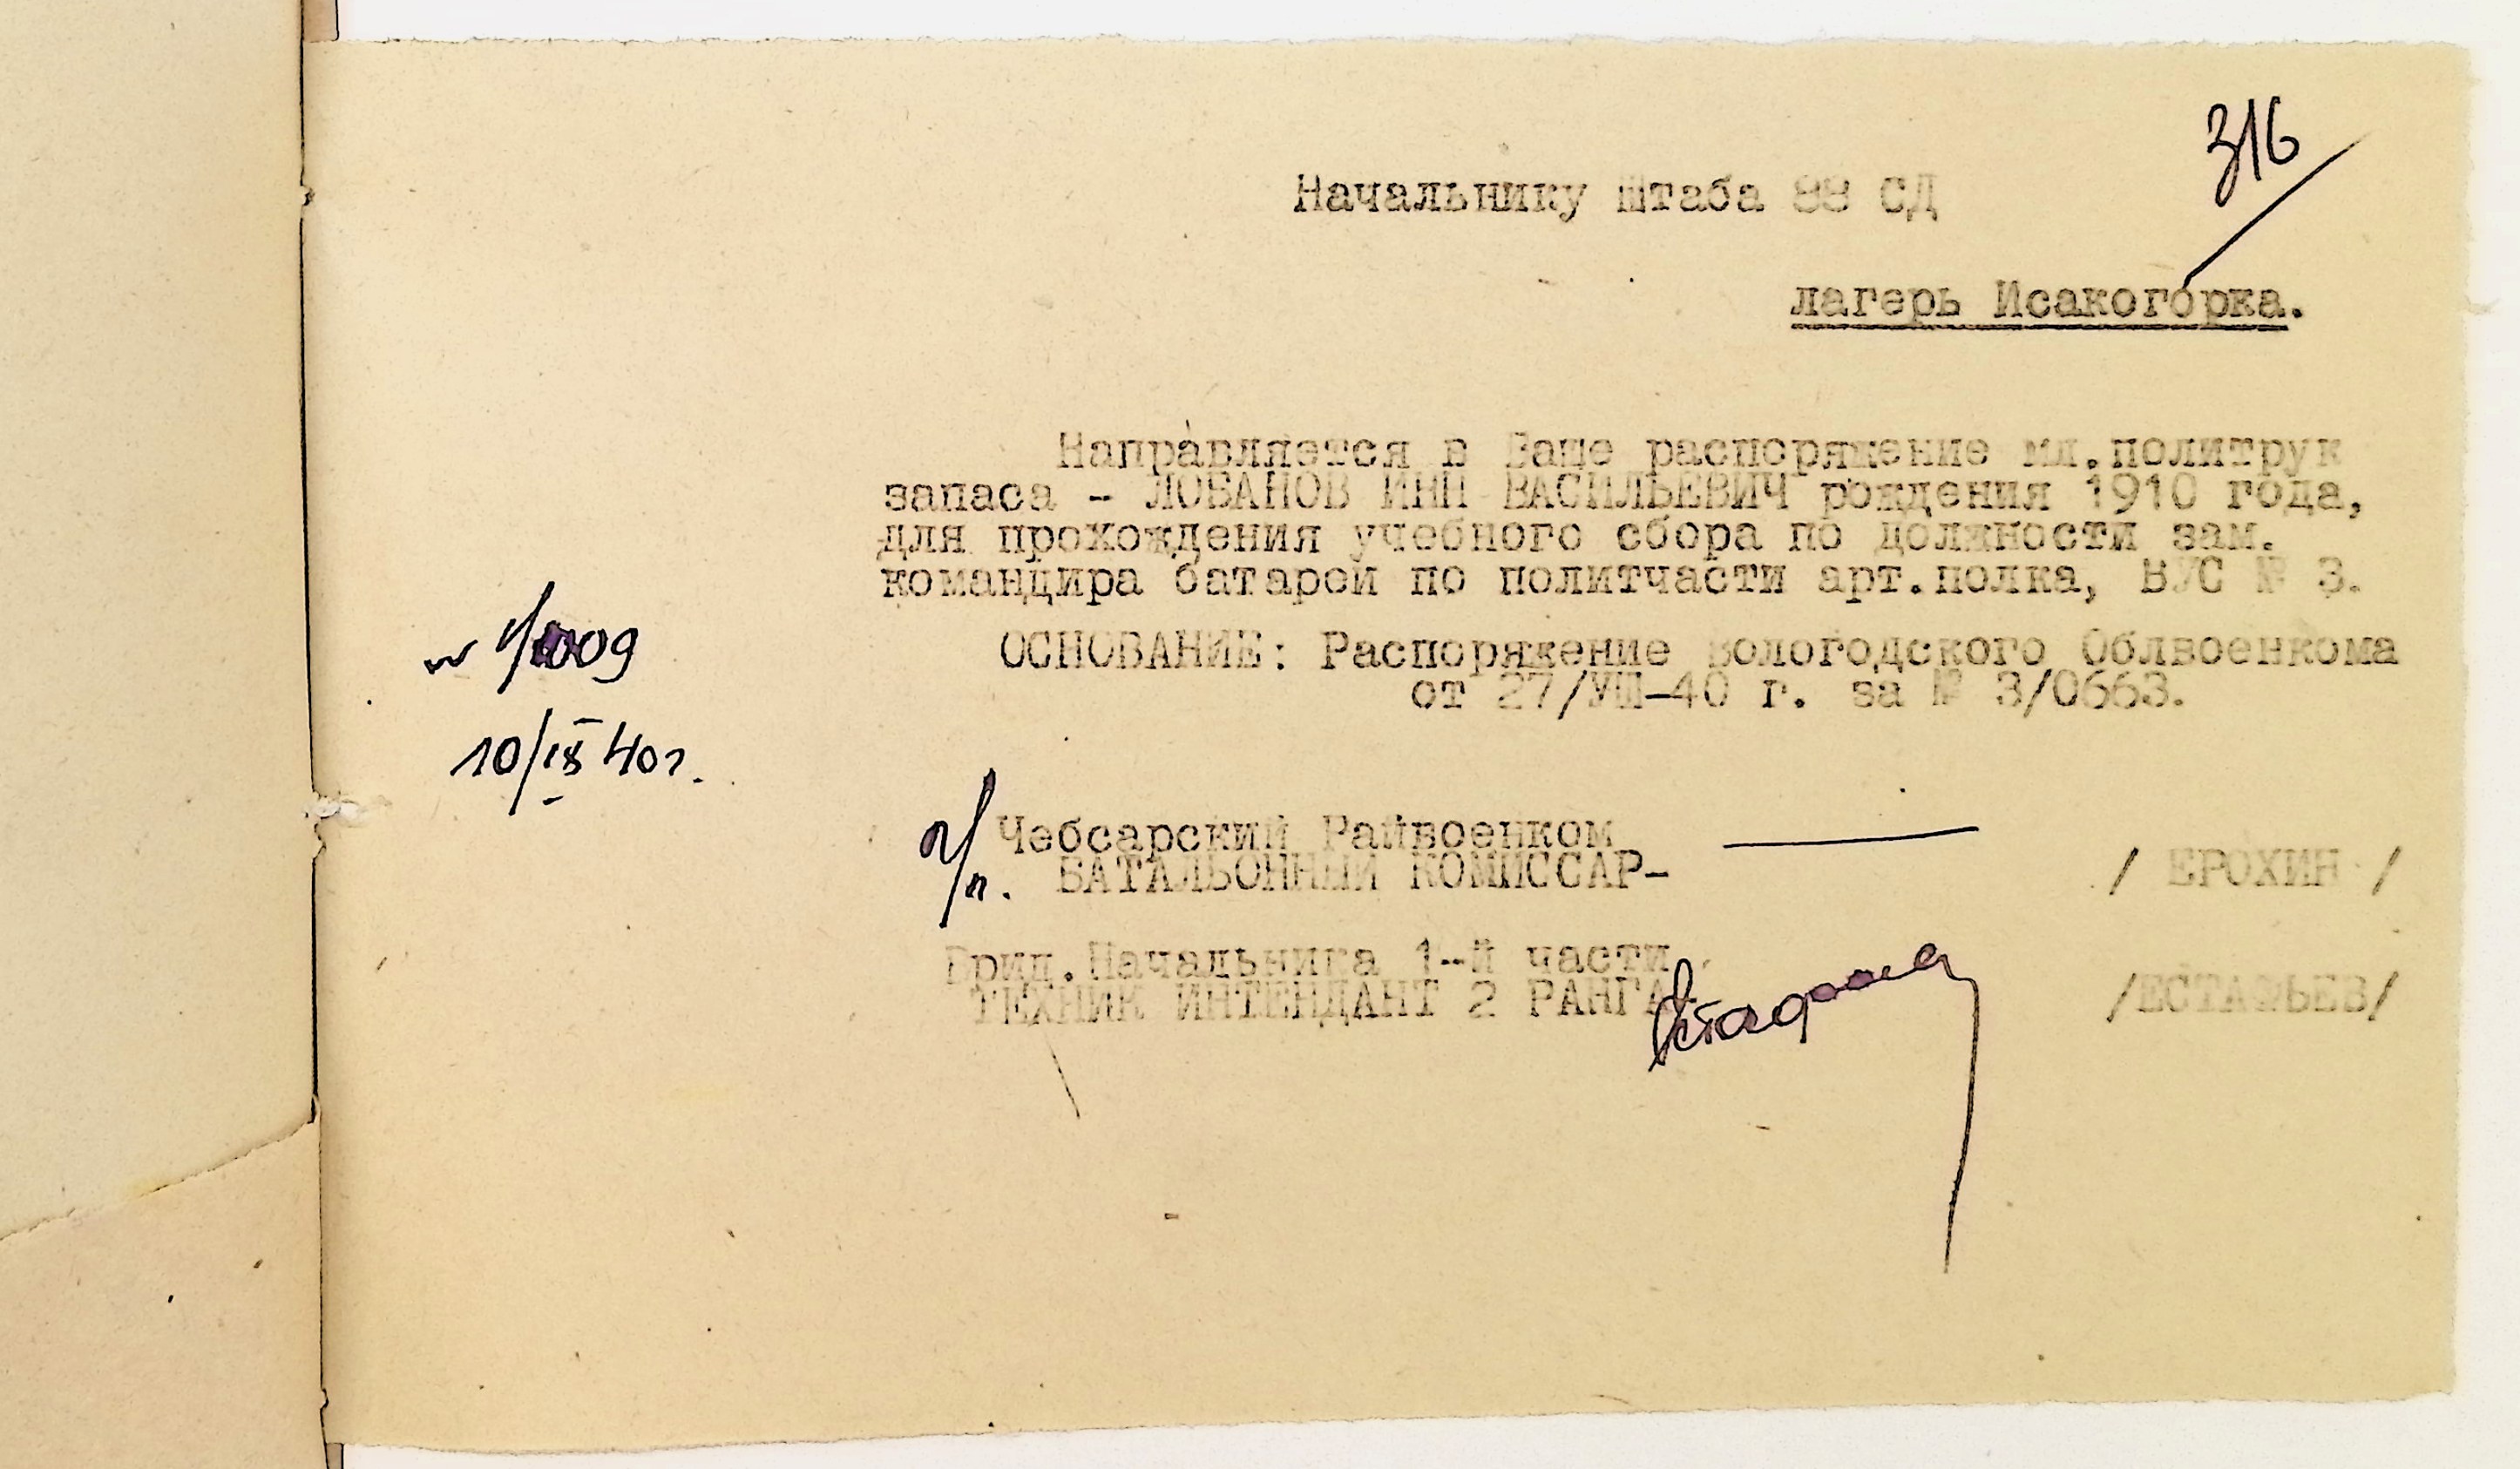 316
Начальнику штаба 88 СД
лагерь Исакогорка.
Направляется в Ваше распоряжение мл.политрук
запаса - ЛОБАНОВ ВАСИЛЬЕВИЧ рождения 1910 года,
для прохождения учебного сбора по должности зам.
командира батареи по политчасти арт.полка, ВУС № 3.
ОСНОВАНИЕ: Распоряжение Вологодского Облвоенкома
от 27/УШ-40 г. за № 3/0663.
10/IX 40г.
п/п. Чебсарский Райвоенком
БАТАЛЬОННЫЙ КОМИССАР-
/ ЕРОХИН /
Врид.Начальника 1-й части
ТЕХНИК ИНТЕНДАНТ 2 РАНГА-
/ЕСТАФЬЕВ/